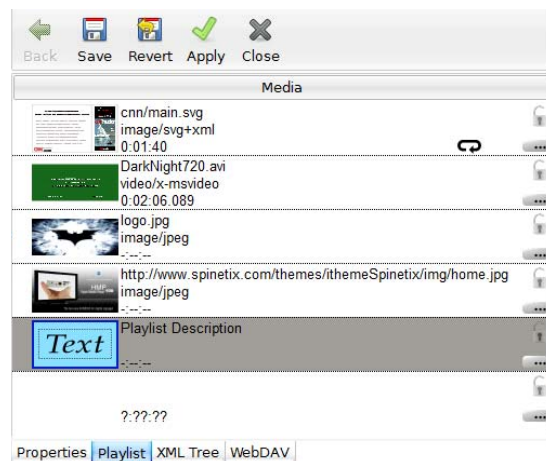 Back Save Revert Apply Close
Media
cnn/main.svg
image/svg+xml
0:01:40
DarkNight720.avi
video/x-msvideo
0:02:06.089
logo.jpg
image/jpeg
-:--:--
http://www.spinetix.com/themes/ithemeSpinetix/img/home.jpg
image/jpeg
-:--:--
Text
Playlist Description
-:--:--
?:??:??
Properties Playlist XML Tree WebDAV